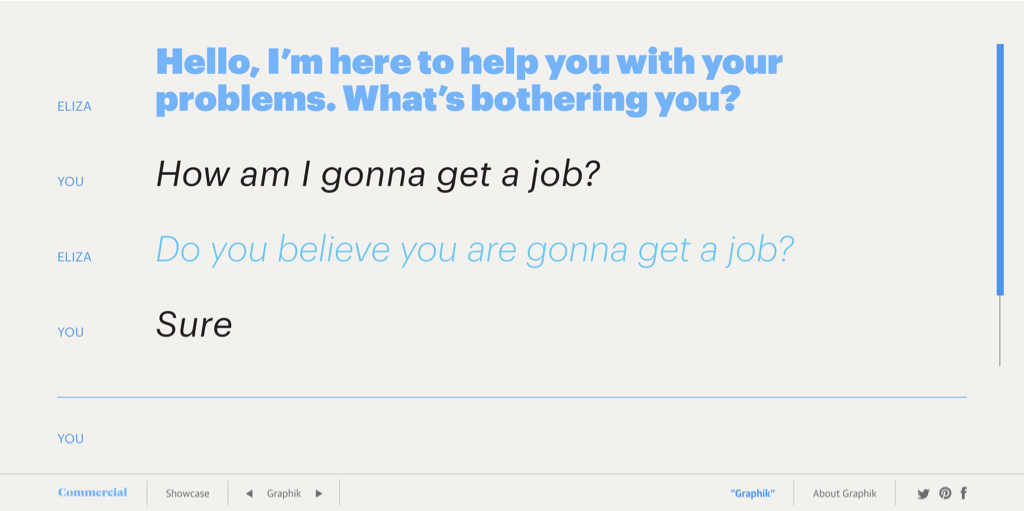 Hello, I’m here to help you with your
ELIZA problems. What’s bothering you?
YOU How am I gonna get a job?
ELIZA Do you believe you are gonna get a job?
YOU Sure
YOU
Commercial Showcase ◀ Graphik ▶ "Graphik" About Graphik